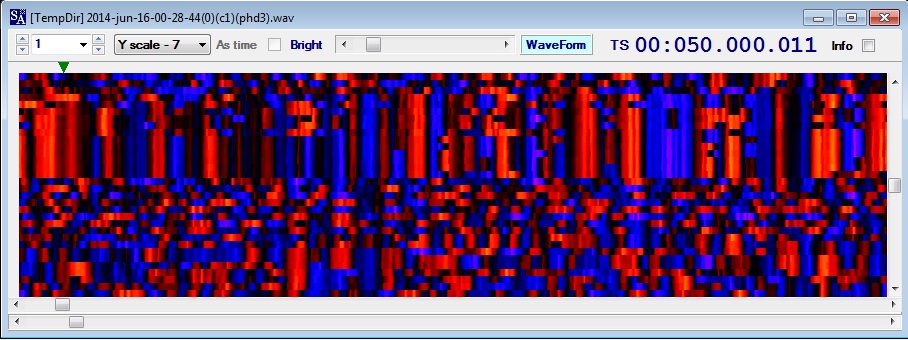 SA [TempDir] 2014-jun-16-00-28-44(0)(c1)(phd3).wav
1 Y scale - 7 As time Bright WaveForm TS 00:050.000.011 Info